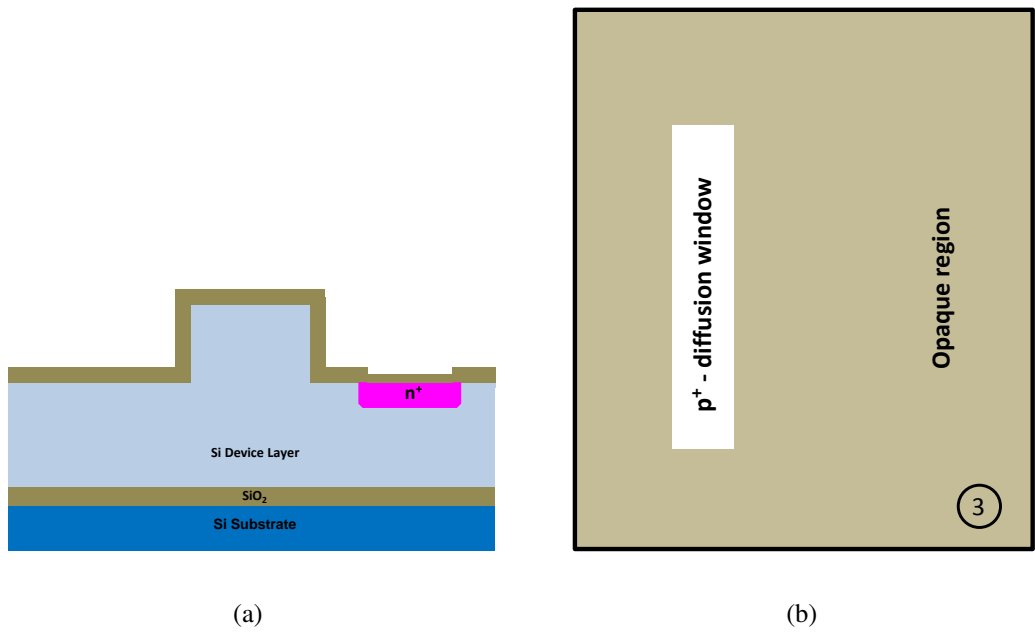 n⁺
Si Device Layer
SiO₂
Si Substrate
(a)
p⁺ - diffusion window
Opaque region
3
(b)